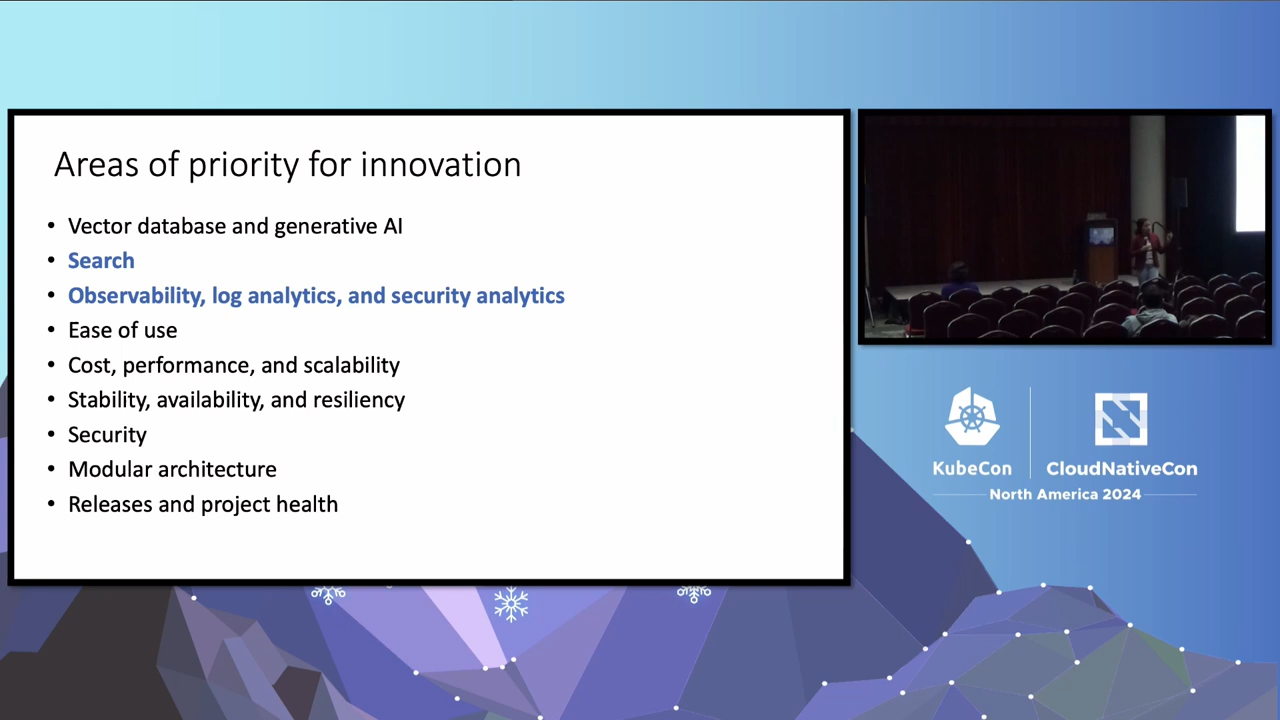 Areas of priority for innovation
• Vector database and generative AI
• Search
• Observability, log analytics, and security analytics
• Ease of use
• Cost, performance, and scalability
• Stability, availability, and resiliency
• Security
• Modular architecture
• Releases and project health
KubeCon
CloudNativeCon
North America 2024